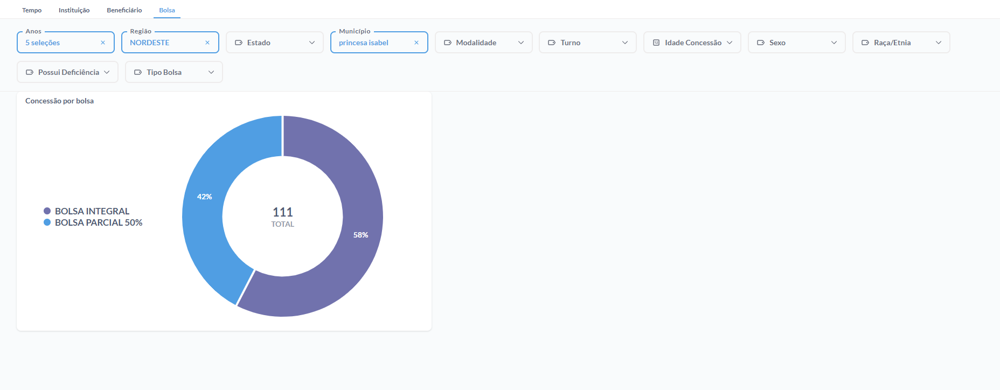 Tempo Instituição Beneficiário Bolsa
Anos Região Município
5 seleções NORDESTE Estado princesa isabel Modalidade Turno 12 Idade Concessão Sexo Raça/Etnia
Possui Deficiência Tipo Bolsa
Concessão por bolsa
42%
BOLSA INTEGRAL
BOLSA PARCIAL 50%
111
TOTAL
58%